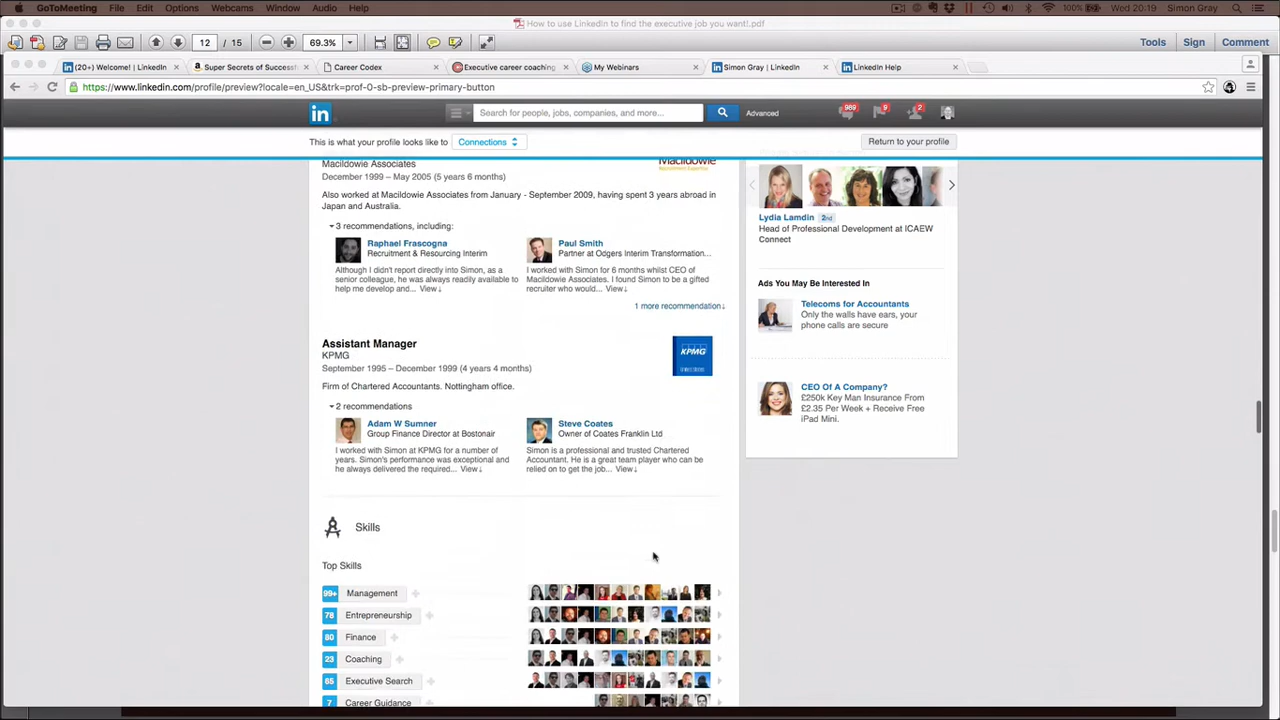 GoToMeeting File Edit Options Webcams Window Audio Help 100% Wed 20:19 Simon Gray
How to use LinkedIn to find the executive job you want!.pdf
12 / 15 69.3% Tools Sign Comment
(20+) Welcome! | LinkedIn Super Secrets of Successf Career Codex Executive career coaching My Webinars Simon Gray | LinkedIn LinkedIn Help
https://www.linkedin.com/profile/preview?locale=en_US&trk=prof-0-sb-preview-primary-button
in Search for people, jobs, companies, and more... Advanced 989 9 2
This is what your profile looks like to Connections Return to your profile
Macildowie Associates
Macildowie
December 1999 – May 2005 (5 years 6 months)
Also worked at Macildowie Associates from January - September 2009, having spent 3 years abroad in
Japan and Australia.
3 recommendations, including:
Raphael Frascogna
Recruitment & Resourcing Interim
Although I didn't report directly into Simon, as a
senior colleague, he was always readily available to
help me develop and... View↓
Paul Smith
Partner at Odgers Interim Transformation...
I worked with Simon for 6 months whilst CEO of
Macildowie Associates. I found Simon to be a gifted
recruiter who would... View↓
1 more recommendation↓
Assistant Manager
KPMG
KPMG
September 1995 – December 1999 (4 years 4 months)
Firm of Chartered Accountants. Nottingham office.
2 recommendations
Adam W Sumner
Group Finance Director at Bostonair
I worked with Simon at KPMG for a number of
years. Simon's performance was exceptional and
he always delivered the required... View↓
Steve Coates
Owner of Coates Franklin Ltd
Simon is a professional and trusted Chartered
Accountant. He is a great team player who can be
relied on to get the job... View↓
Skills
Top Skills
99+ Management
78 Entrepreneurship
80 Finance
23 Coaching
65 Executive Search
7 Career Guidance
Lydia Lamdin 2nd
Head of Professional Development at ICAEW
Connect
Ads You May Be Interested In
Telecoms for Accountants
Only the walls have ears, your
phone calls are secure
CEO Of A Company?
£250k Key Man Insurance From
£2.35 Per Week + Receive Free
iPad Mini.